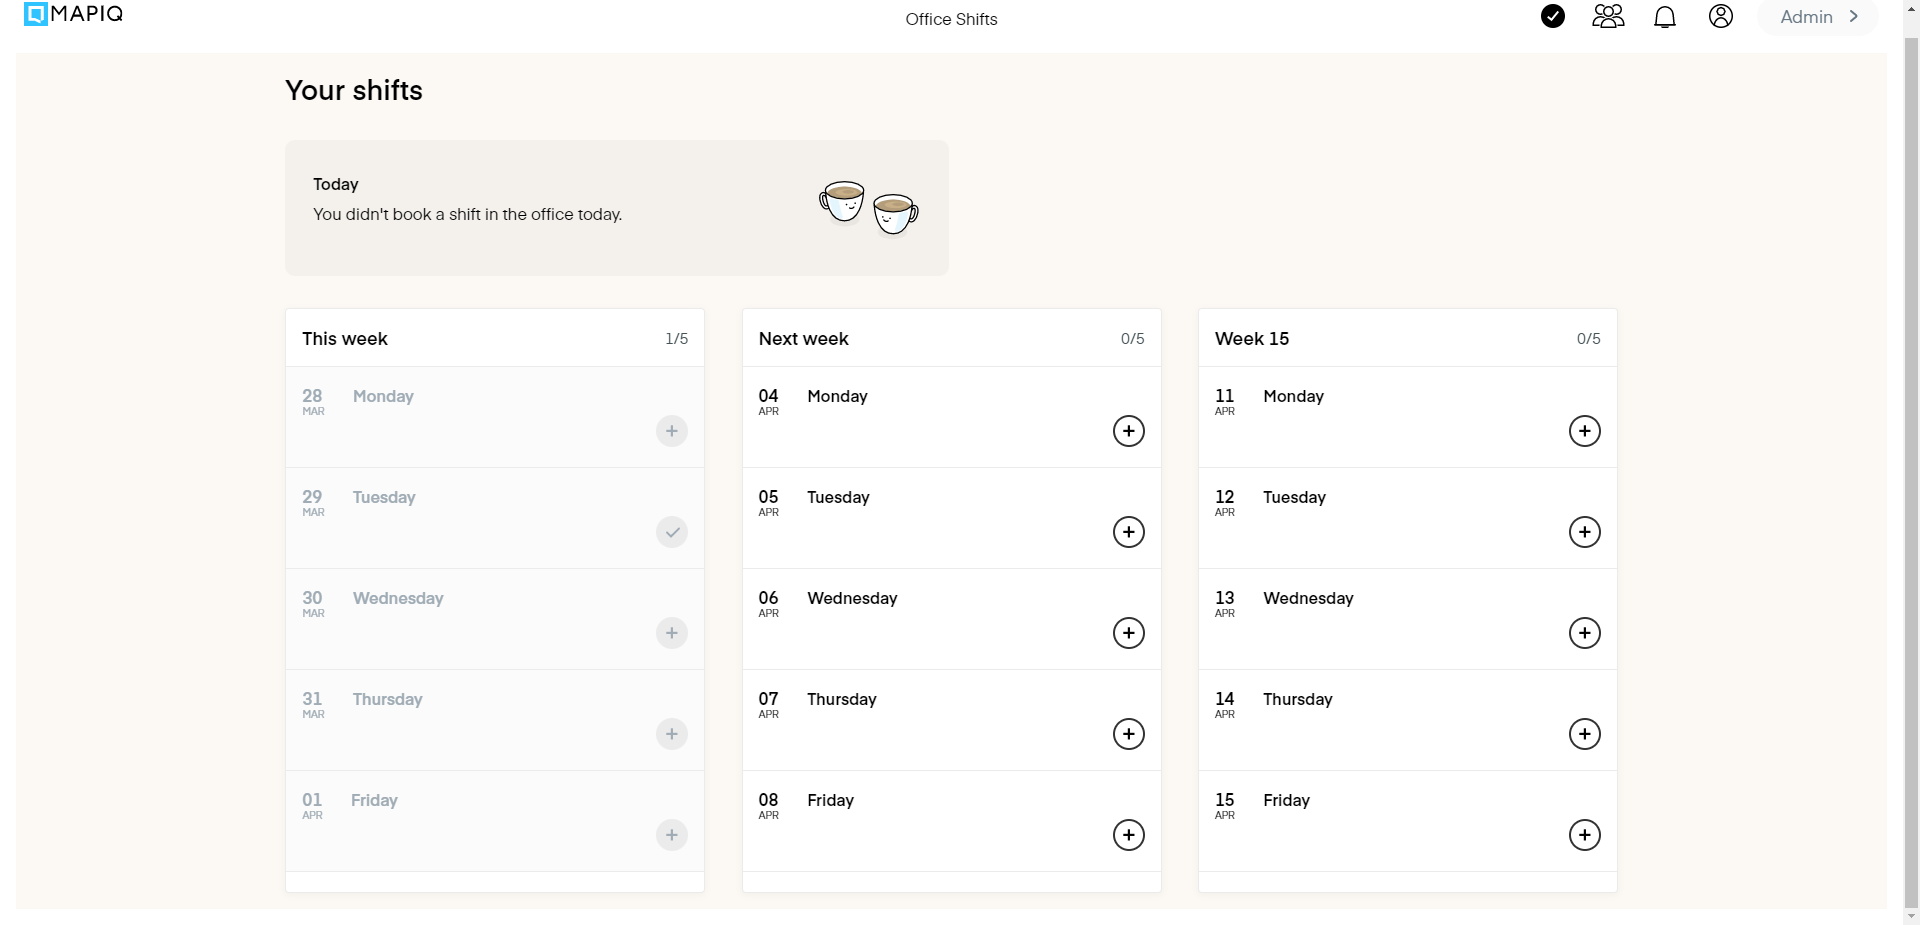 MAPIQ
Office Shifts
Admin
Your shifts
Today
You didn't book a shift in the office today.
This week 1/5
28 Monday
MAR
29 Tuesday
MAR
30 Wednesday
MAR
31 Thursday
MAR
01 Friday
APR
Next week 0/5
04 Monday
APR
05 Tuesday
APR
06 Wednesday
APR
07 Thursday
APR
08 Friday
APR
Week 15 0/5
11 Monday
APR
12 Tuesday
APR
13 Wednesday
APR
14 Thursday
APR
15 Friday
APR